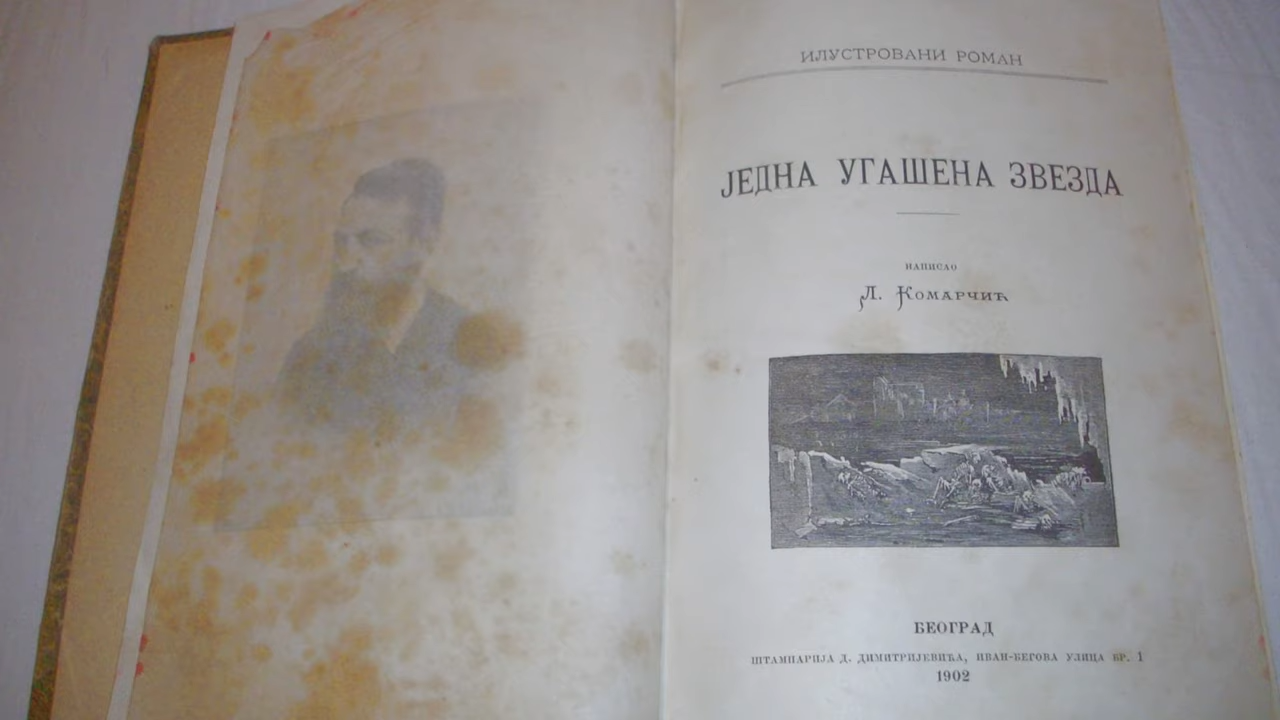 ИЛУСТРОВАНИ РОМАН
ЈЕДНА УГАШЕНА ЗВЕЗДА
НАПИСАО
Л. Комарчић
БЕОГРАД
ШТАМПАРИЈА Д. ДИМИТРИЈЕВИЋА, ИВАН-БЕГОВА УЛИЦА БР. 1
1902